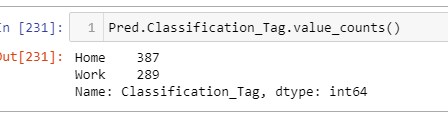 In [231]: 1 Pred.Classification_Tag.value_counts()
Out[231]: Home    387
Work    289
Name: Classification_Tag, dtype: int64